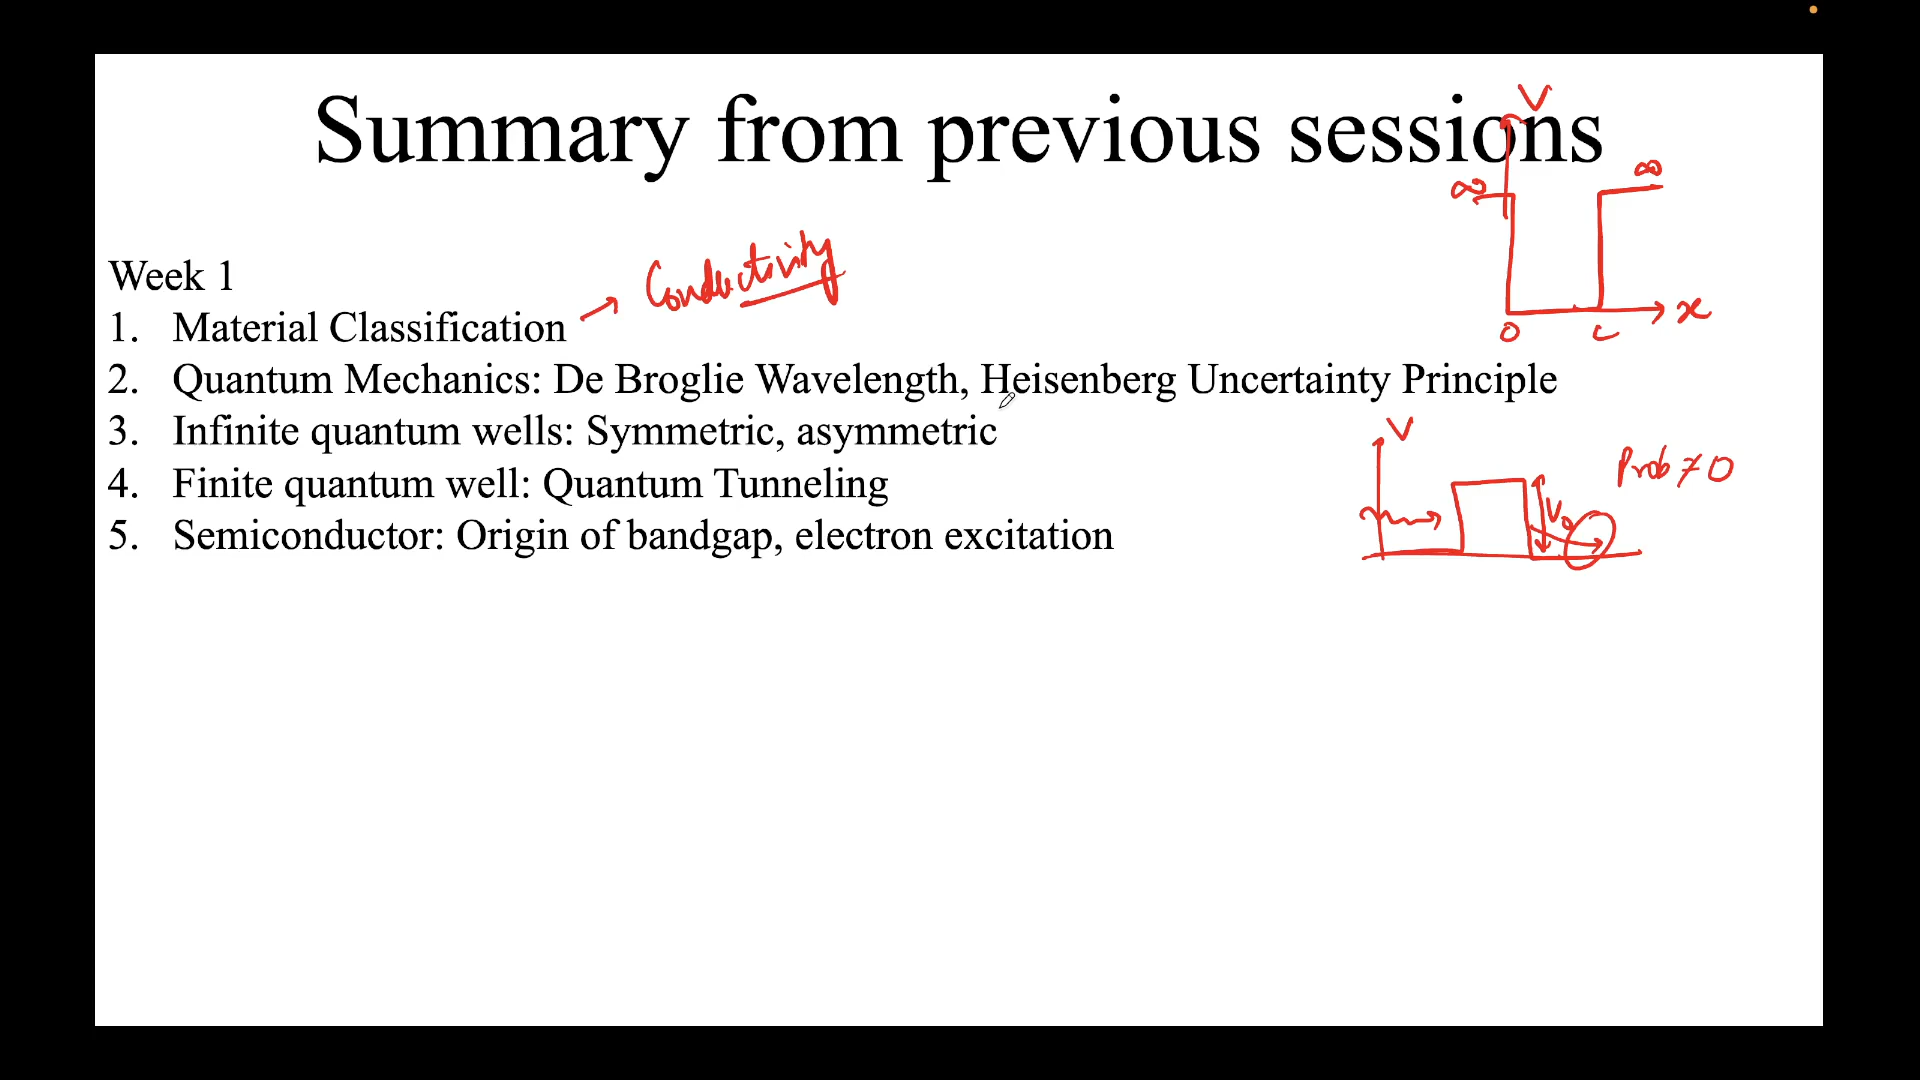 Summary from previous sessions
V
∞
∞
Week 1
Conductivity
1. Material Classification
x
0
L
2. Quantum Mechanics: De Broglie Wavelength, Heisenberg Uncertainty Principle
3. Infinite quantum wells: Symmetric, asymmetric
V
Prob ≠ 0
4. Finite quantum well: Quantum Tunneling
V₀
5. Semiconductor: Origin of bandgap, electron excitation